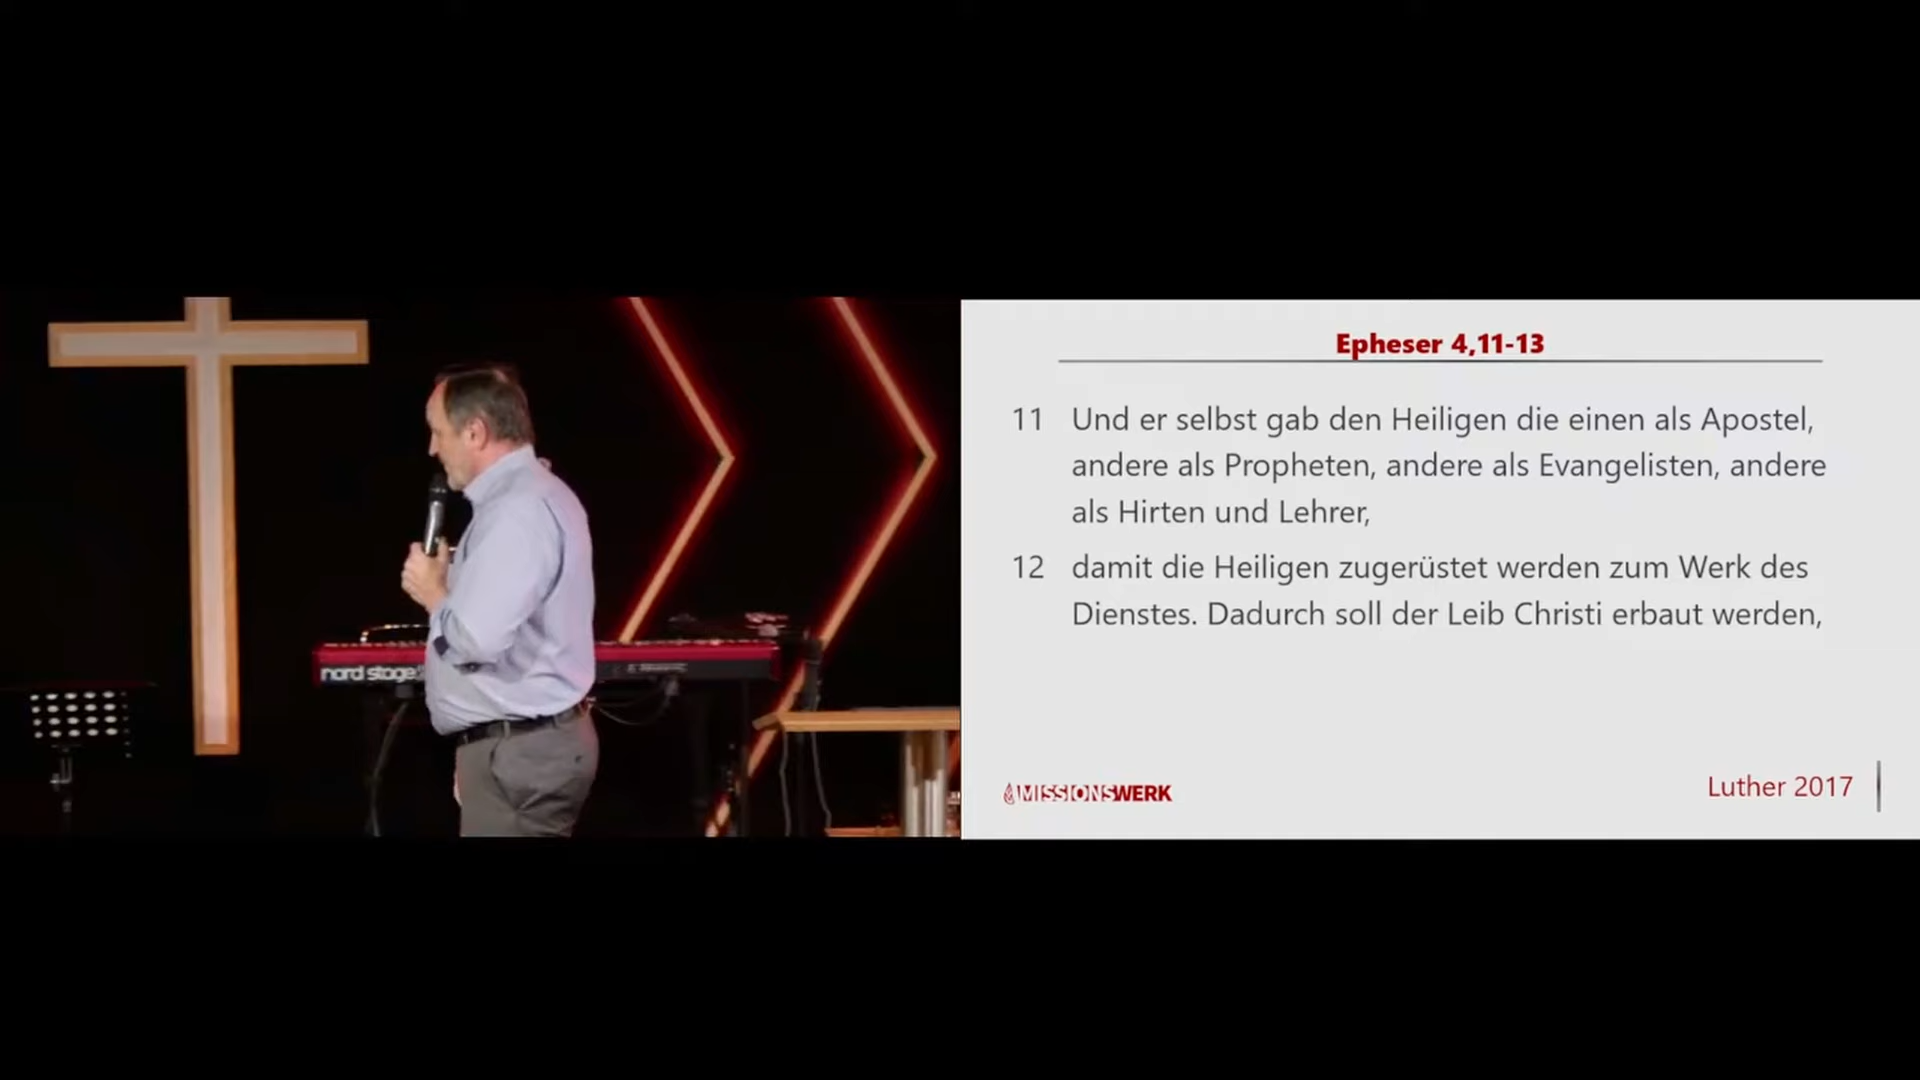 nord stage
Epheser 4,11-13
11 Und er selbst gab den Heiligen die einen als Apostel,
andere als Propheten, andere als Evangelisten, andere
als Hirten und Lehrer,
12 damit die Heiligen zugerüstet werden zum Werk des
Dienstes. Dadurch soll der Leib Christi erbaut werden,
MISSIONSWERK
Luther 2017